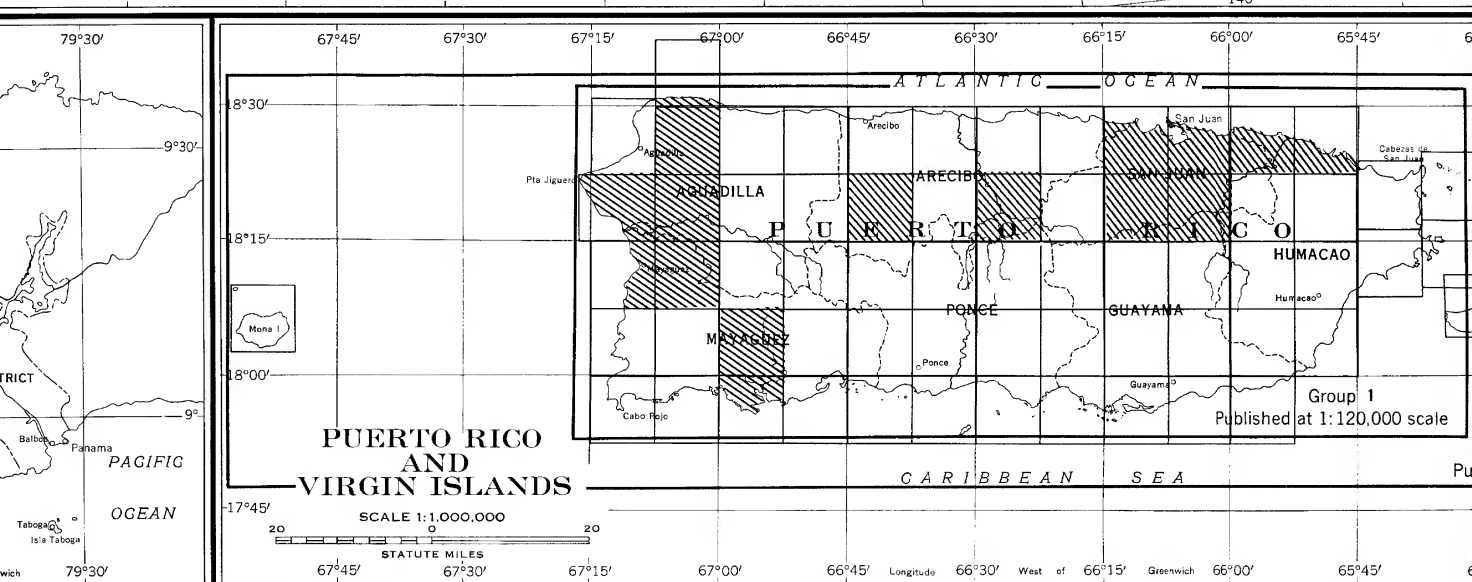 140
79°30'
67°45'
67°30'
67°15'
67°00'
66°45'
66°30'
66°15'
66°00'
65°45'
6
ATLANTIC OCEAN
18°30'
Arecibo
San Juan
9°30'
Aguadilla
Cabezas de
San Juan
Pta Jiguero
AGUADILLA
ARECIBO
SAN JUAN
PUERTO RICO
18°15'
HUMACAO
Mayagüez
Humacao
Mona I
PONCE
GUAYAMA
MAYAGÜEZ
Ponce
18°00'
TRICT
Guayama
Group 1
9°
Cabo Rojo
Published at 1:120,000 scale
Balboa
Panama
PUERTO RICO
AND
VIRGIN ISLANDS
PACIFIC
OCEAN
CARIBBEAN SEA
Pu
17°45'
SCALE 1:1,000,000
20 0 20
STATUTE MILES
Taboga
Isla Taboga
wich
79°30'
67°45'
67°30'
67°15'
67°00'
66°45'
Longitude
66°30'
West of
66°15'
Greenwich
66°00'
65°45'
6